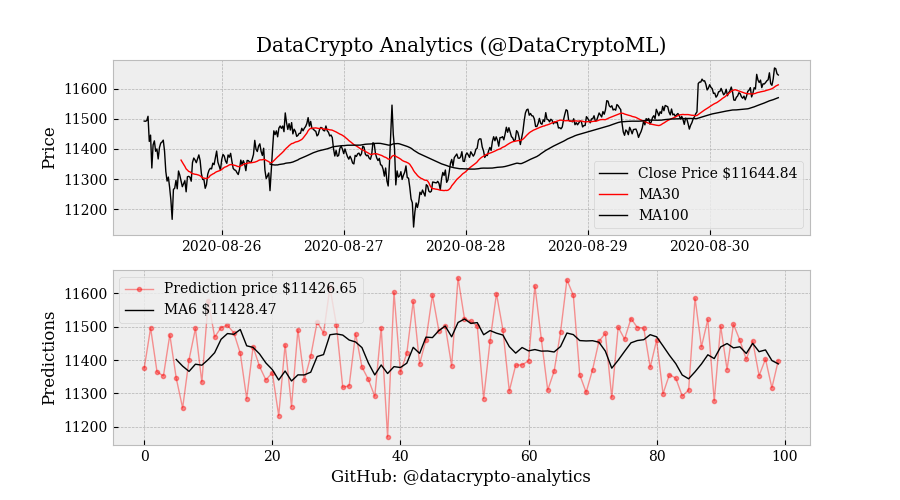 DataCrypto Analytics (@DataCryptoML)
Price
11600
11500
11400
11300
11200
Close Price $11644.84
MA30
MA100
2020-08-26 2020-08-27 2020-08-28 2020-08-29 2020-08-30
Predictions
11600
11500
11400
11300
11200
Prediction price $11426.65
MA6 $11428.47
0 20 40 60 80 100
GitHub: @datacrypto-analytics